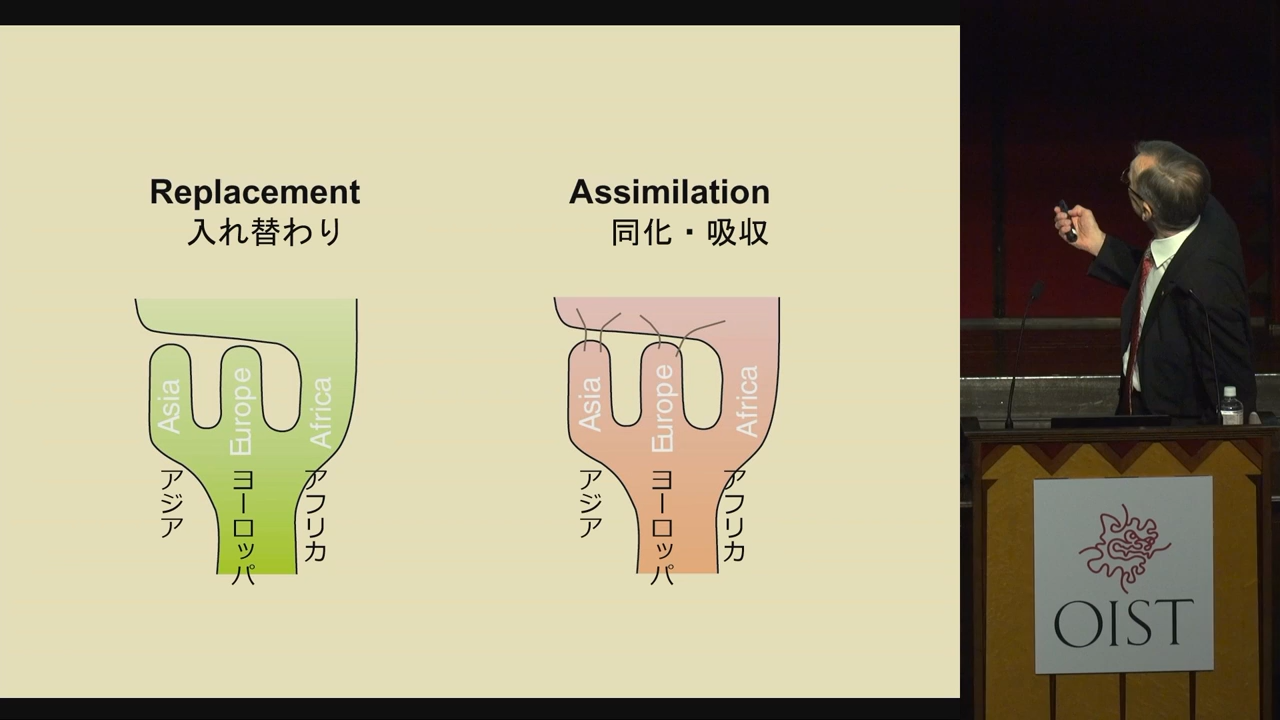 Replacement
入れ替わり
Asia
Europe
Africa
アジア
ヨーロッパ
アフリカ
Assimilation
同化・吸収
Asia
Europe
Africa
アジア
ヨーロッパ
アフリカ
OIST